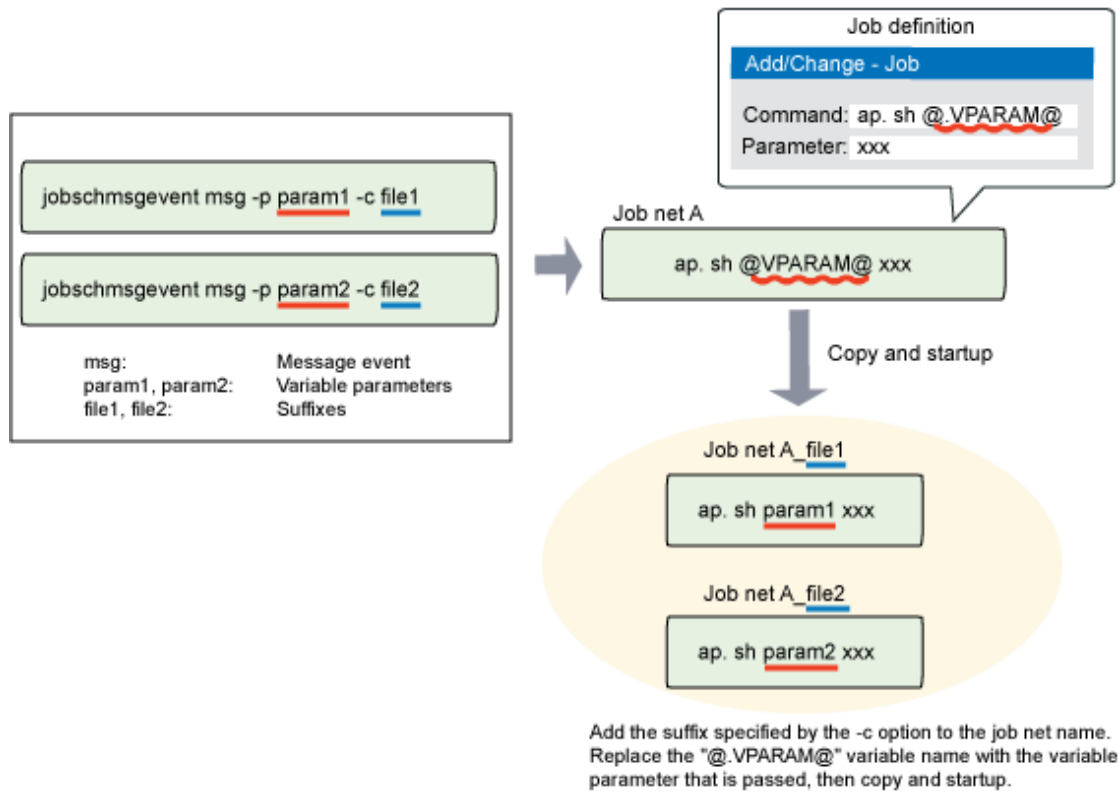 Job definition
Add/Change - Job
Command: ap. sh @.VPARAM@
Parameter: xxx
jobschmsgevent msg -p param1 -c file1
jobschmsgevent msg -p param2 -c file2
msg: Message event
param1, param2: Variable parameters
file1, file2: Suffixes
Job net A
ap. sh @VPARAM@ xxx
Copy and startup
Job net A_file1
ap. sh param1 xxx
Job net A_file2
ap. sh param2 xxx
Add the suffix specified by the -c option to the job net name.
Replace the "@.VPARAM@" variable name with the variable
parameter that is passed, then copy and startup.